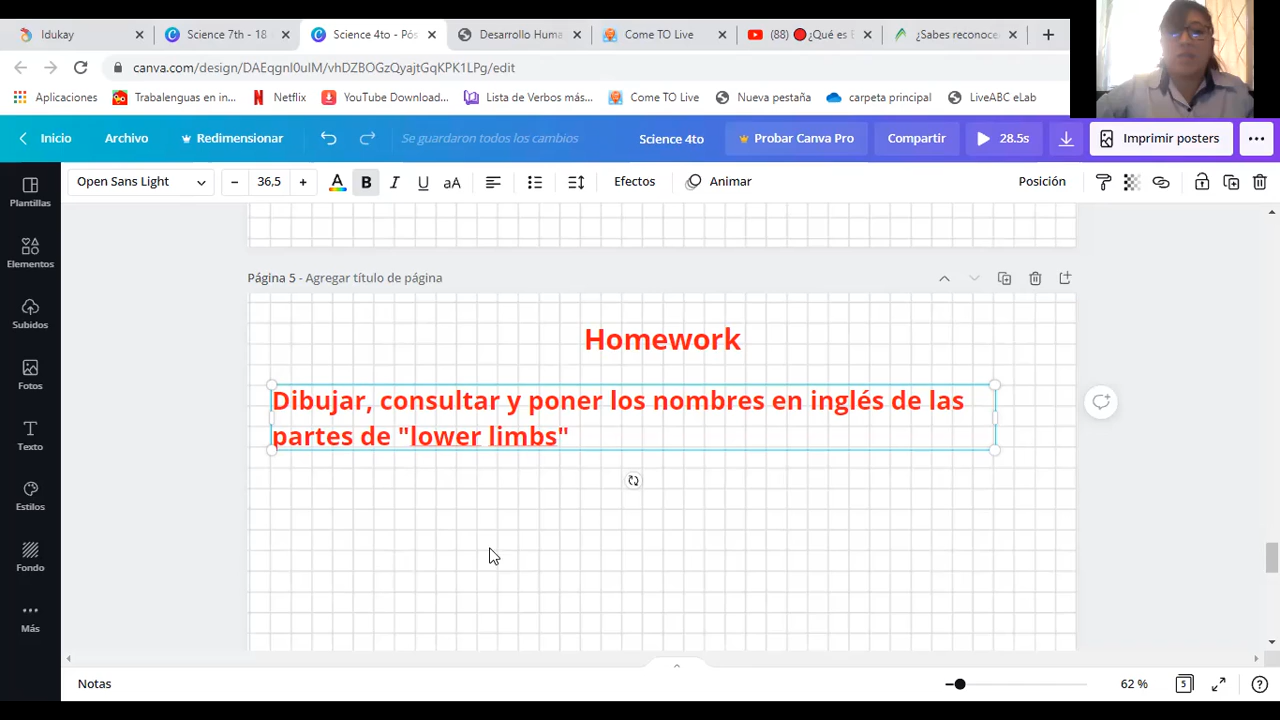 Idukay
Science 7th - 18
Science 4to - Pós
Desarrollo Huma
Come TO Live
(88) ¿Qué es E
¿Sabes reconoce
canva.com/design/DAEqgnI0uIM/vhDZBOGzQyajtGqKPK1LPg/edit
Aplicaciones
Trabalenguas en in...
Netflix
YouTube Download...
Lista de Verbos más...
Come TO Live
Nueva pestaña
carpeta principal
LiveABC eLab
Inicio
Archivo
Redimensionar
Se guardaron todos los cambios
Science 4to
Probar Canva Pro
Compartir
28.5s
Imprimir posters
Open Sans Light
36,5
B
I
U
aA
Efectos
Animar
Posición
Plantillas
Elementos
Subidos
Fotos
Texto
Estilos
Fondo
Más
Página 5 - Agregar título de página
Homework
Dibujar, consultar y poner los nombres en inglés de las
partes de "lower limbs"
Notas
62 %
5